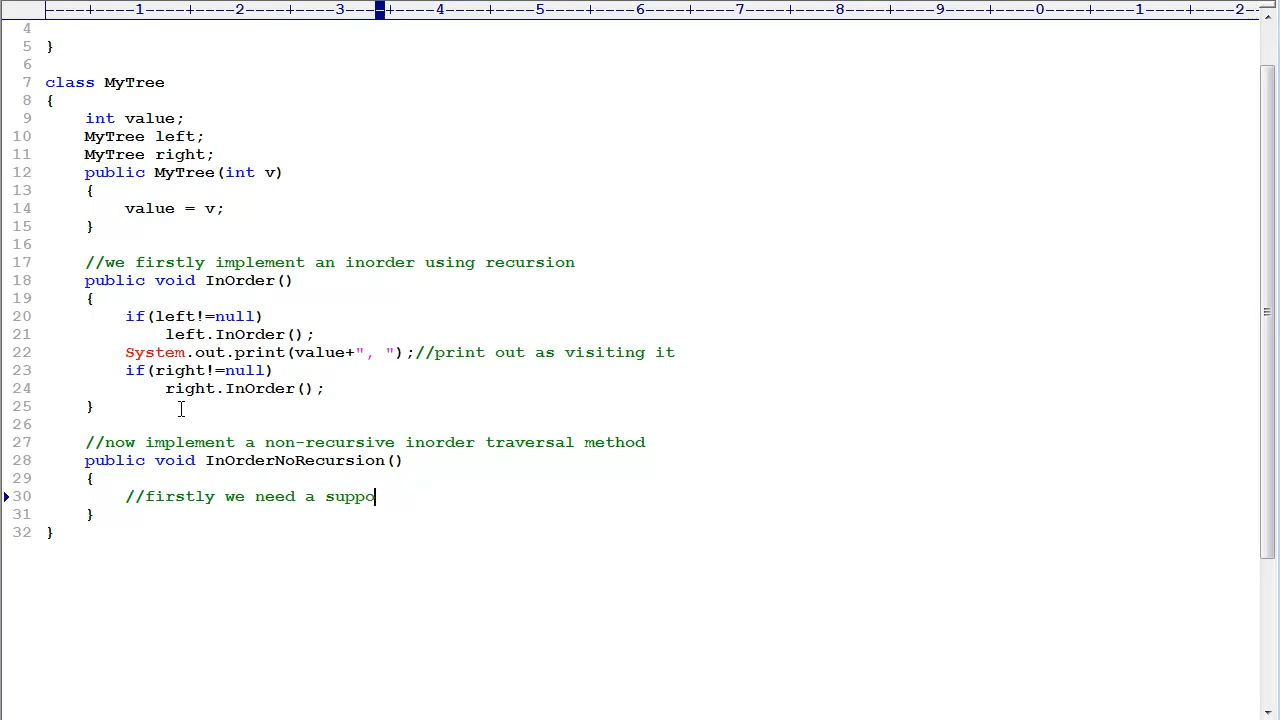 ----+----1----+----2----+----3----+----4----+----5----+----6----+----7----+----8----+----9----+----0----+----1----+----2-
4
5 }
6
7 class MyTree
8 {
9 int value;
10 MyTree left;
11 MyTree right;
12 public MyTree(int v)
13 {
14 value = v;
15 }
16
17 //we firstly implement an inorder using recursion
18 public void InOrder()
19 {
20 if(left!=null)
21 left.InOrder();
22 System.out.print(value+", ");//print out as visiting it
23 if(right!=null)
24 right.InOrder();
25 }
26
27 //now implement a non-recursive inorder traversal method
28 public void InOrderNoRecursion()
29 {
30 //firstly we need a suppo
31 }
32 }